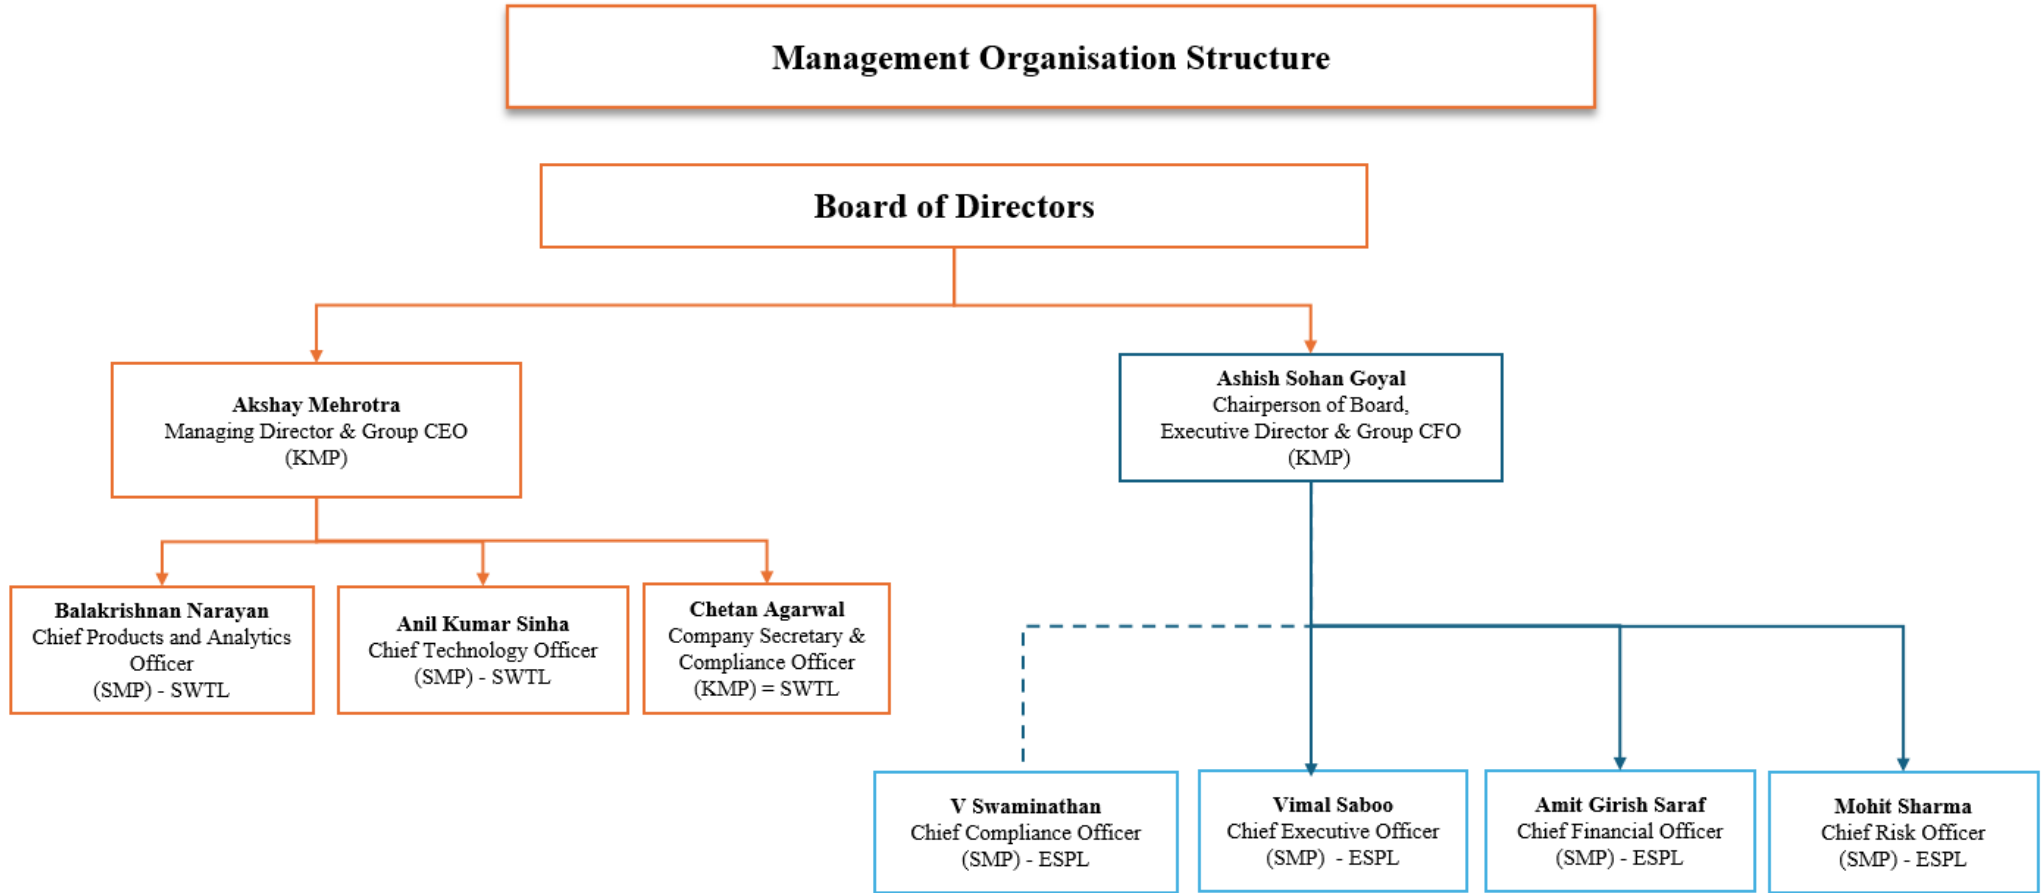 Management Organisation Structure
Board of Directors
Akshay Mehrotra
Managing Director & Group CEO
(KMP)
Ashish Sohan Goyal
Chairperson of Board,
Executive Director & Group CFO
(KMP)
Balakrishnan Narayan
Chief Products and Analytics
Officer
(SMP) - SWTL
Anil Kumar Sinha
Chief Technology Officer
(SMP) - SWTL
Chetan Agarwal
Company Secretary &
Compliance Officer
(KMP) = SWTL
V Swaminathan
Chief Compliance Officer
(SMP) - ESPL
Vimal Saboo
Chief Executive Officer
(SMP)  - ESPL
Amit Girish Saraf
Chief Financial Officer
(SMP) - ESPL
Mohit Sharma
Chief Risk Officer
(SMP) - ESPL